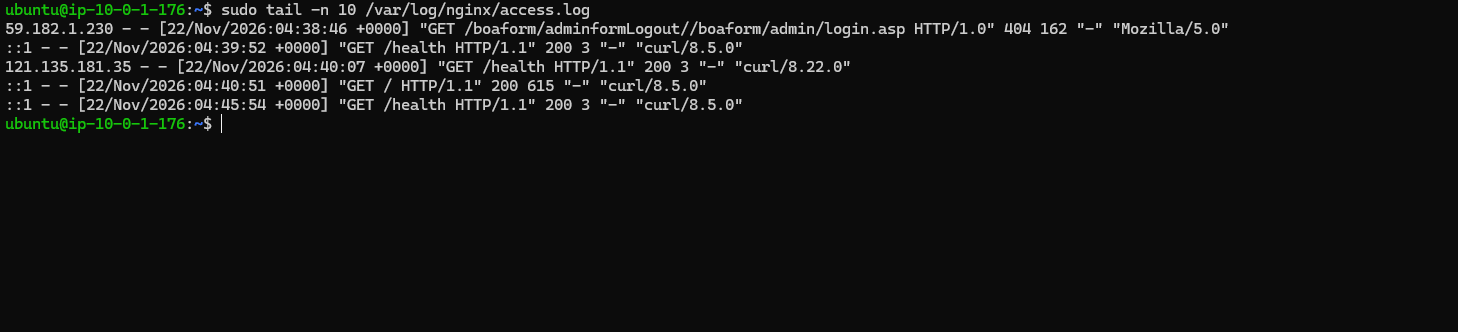 ubuntu@ip-10-0-1-176:~$ sudo tail -n 10 /var/log/nginx/access.log
59.182.1.230 - - [22/Nov/2026:04:38:46 +0000] "GET /boaform/adminformLogout//boaform/admin/login.asp HTTP/1.0" 404 162 "-" "Mozilla/5.0"
::1 - - [22/Nov/2026:04:39:52 +0000] "GET /health HTTP/1.1" 200 3 "-" "curl/8.5.0"
121.135.181.35 - - [22/Nov/2026:04:40:07 +0000] "GET /health HTTP/1.1" 200 3 "-" "curl/8.22.0"
::1 - - [22/Nov/2026:04:40:51 +0000] "GET / HTTP/1.1" 200 615 "-" "curl/8.5.0"
::1 - - [22/Nov/2026:04:45:54 +0000] "GET /health HTTP/1.1" 200 3 "-" "curl/8.5.0"
ubuntu@ip-10-0-1-176:~$